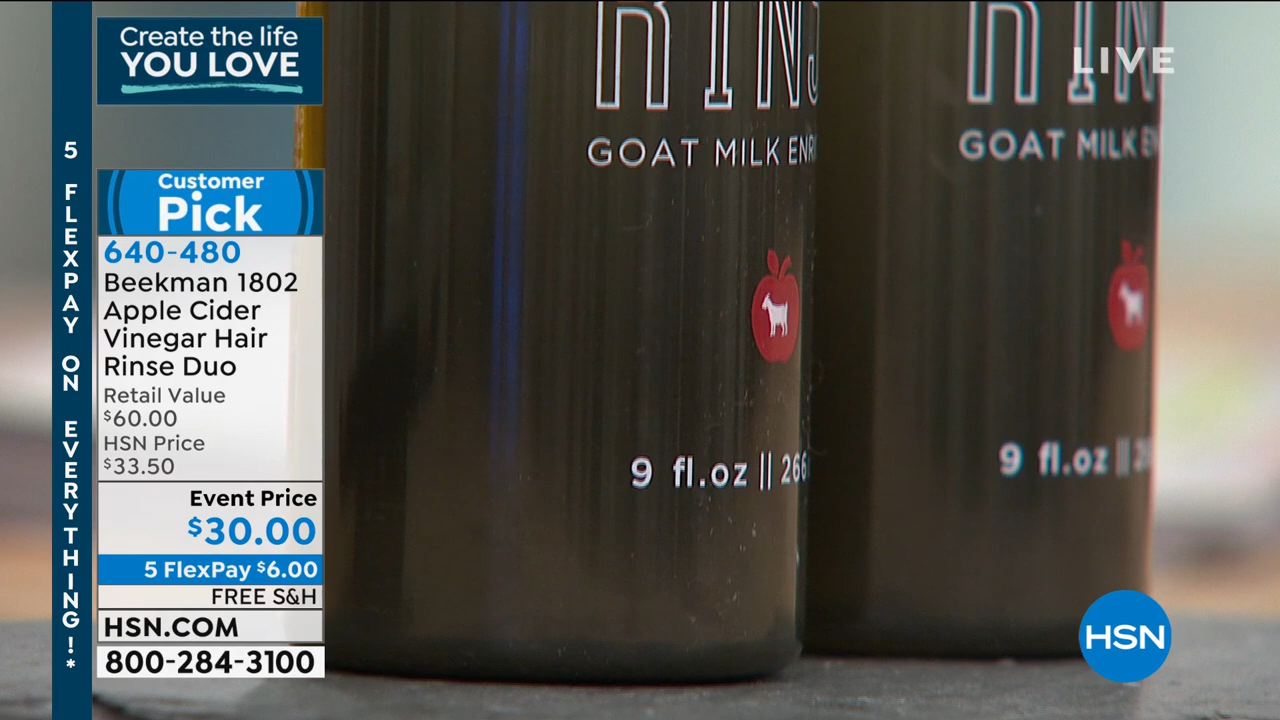 Create the life
YOU LOVE
5 FLEXPAY ON EVERYTHING!*
Customer
Pick
640-480
Beekman 1802
Apple Cider
Vinegar Hair
Rinse Duo
Retail Value
$60.00
HSN Price
$33.50
Event Price
$30.00
5 FlexPay $6.00
FREE S&H
HSN.COM
800-284-3100
GOAT MILK
9 fl.oz || 266
GOAT MILK
9 fl.oz ||
LIVE
HSN